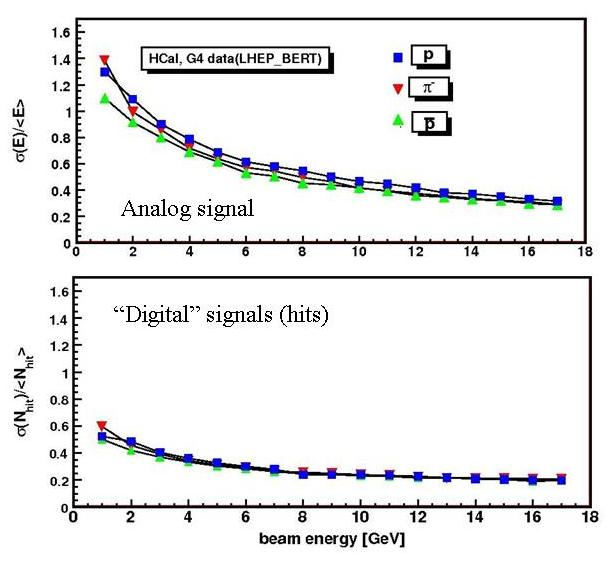 1.6
1.4
1.2
1
0.8
0.6
0.4
0.2
0
σ(E)/<E>
HCal, G4 data(LHEP_BERT)
p
π⁻
p̅
Analog signal
0 2 4 6 8 10 12 14 16 18
1.6
1.4
1.2
1
0.8
0.6
0.4
0.2
0
σ(N_hit)/<N_hit>
“Digital” signals (hits)
0 2 4 6 8 10 12 14 16 18
beam energy [GeV]